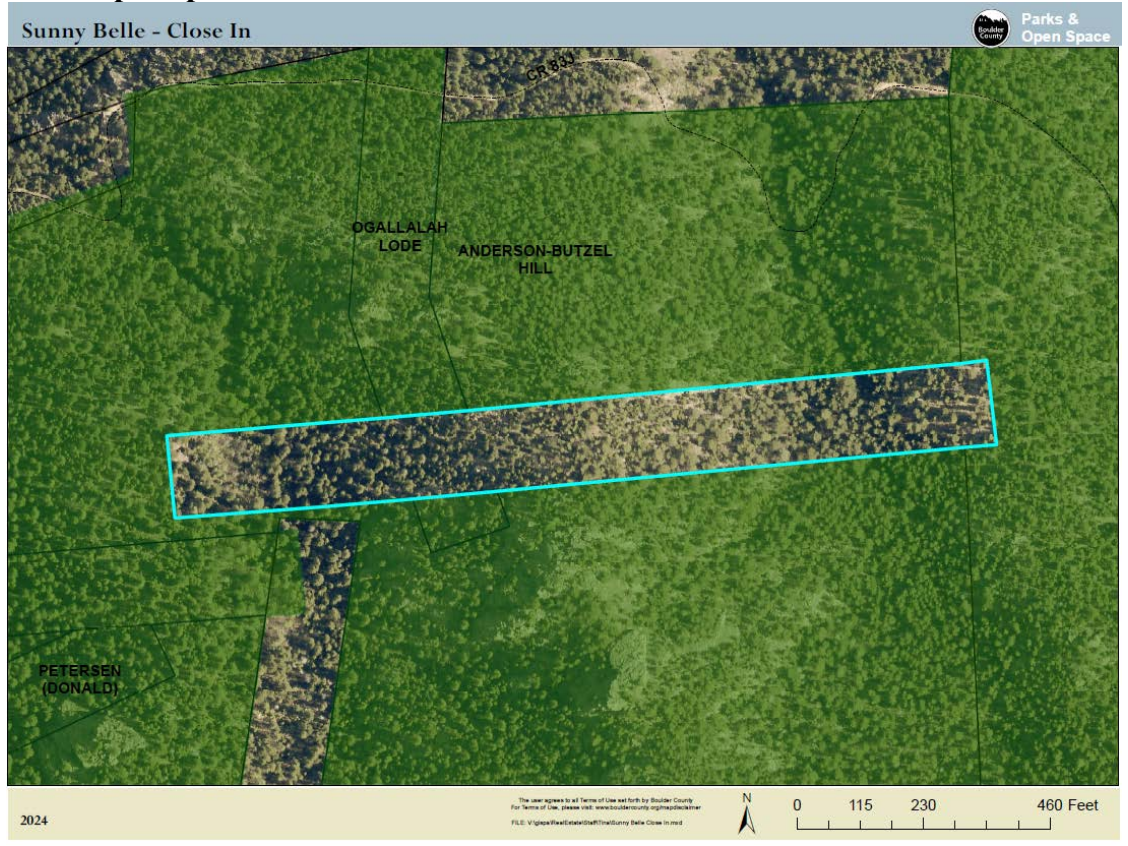 Sunny Belle - Close In
Boulder
County
Parks &
Open Space
CR 83J
OGALLALAH
LODE
ANDERSON-BUTZEL
HILL
PETERSEN
(DONALD)
2024
The user agrees to all Terms of Use set forth by Boulder County
For Terms of Use, please visit: www.bouldercounty.org/mapdisclaimer
N
0 115 230 460 Feet